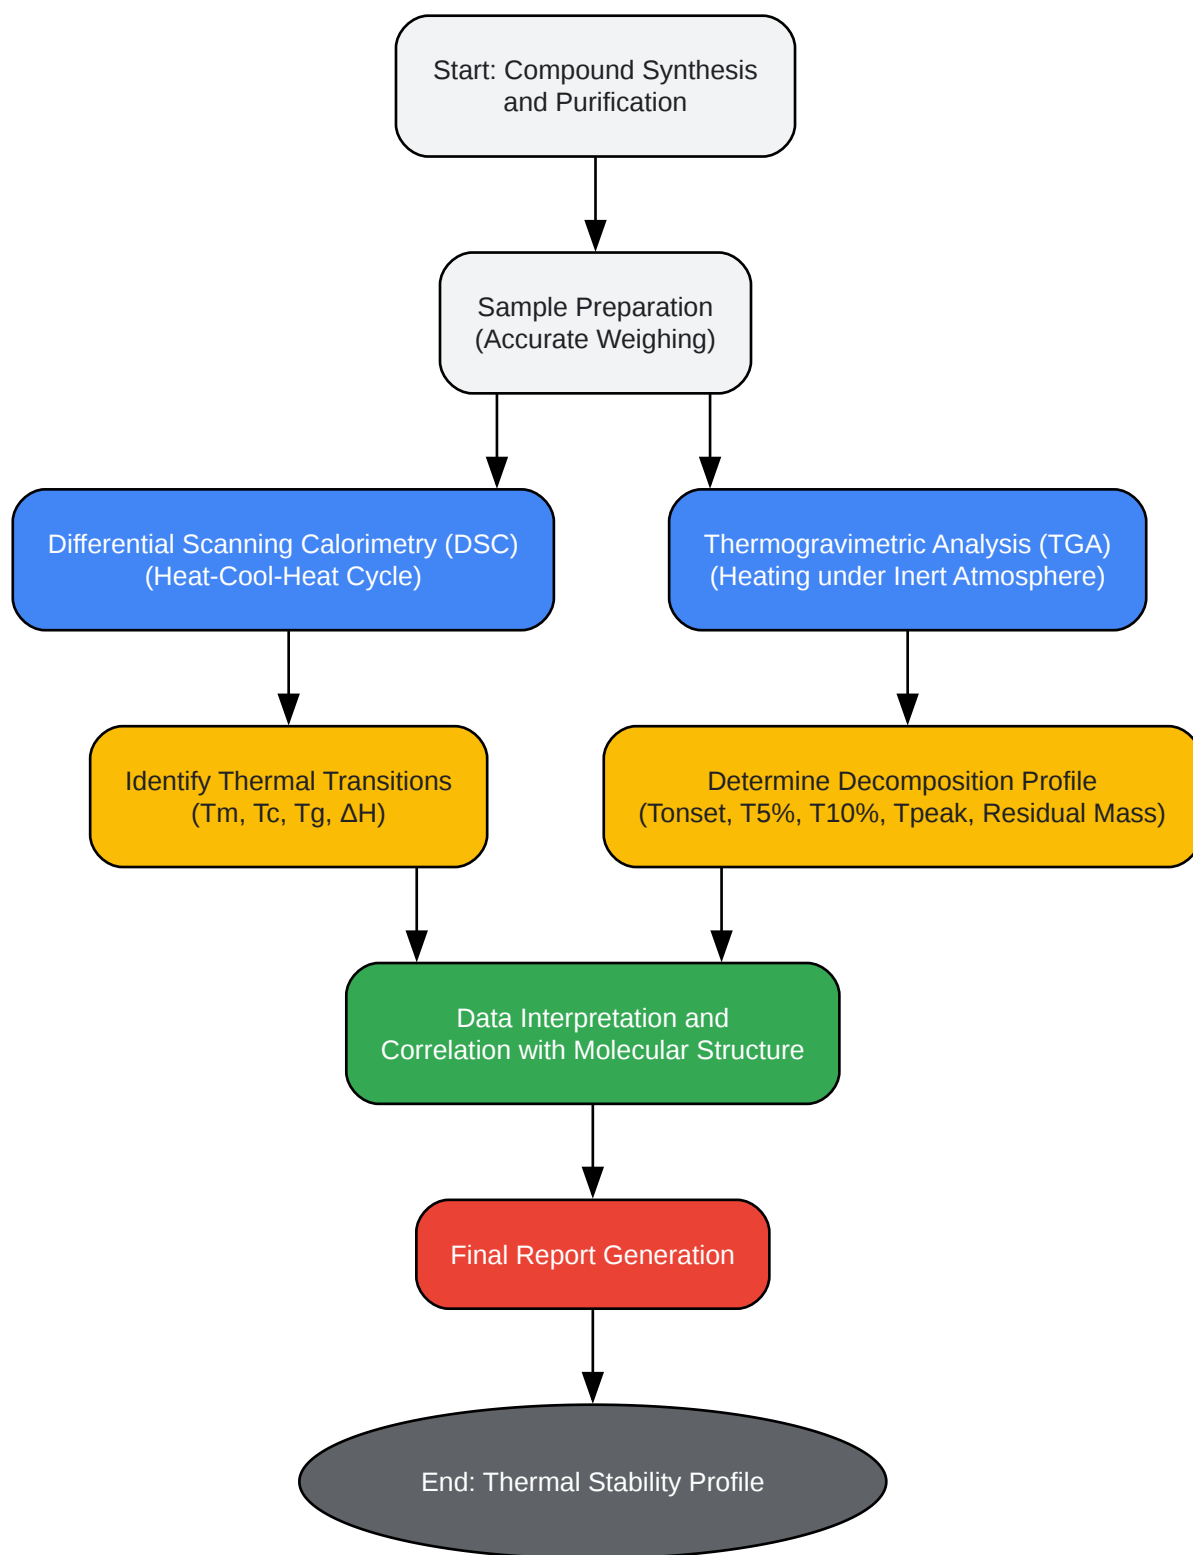 Start: Compound Synthesis
and Purification
Sample Preparation
(Accurate Weighing)
Differential Scanning Calorimetry (DSC)
(Heat-Cool-Heat Cycle)
Thermogravimetric Analysis (TGA)
(Heating under Inert Atmosphere)
Identify Thermal Transitions
(Tm, Tc, Tg, ΔH)
Determine Decomposition Profile
(Tonset, T5%, T10%, Tpeak, Residual Mass)
Data Interpretation and
Correlation with Molecular Structure
Final Report Generation
End: Thermal Stability Profile